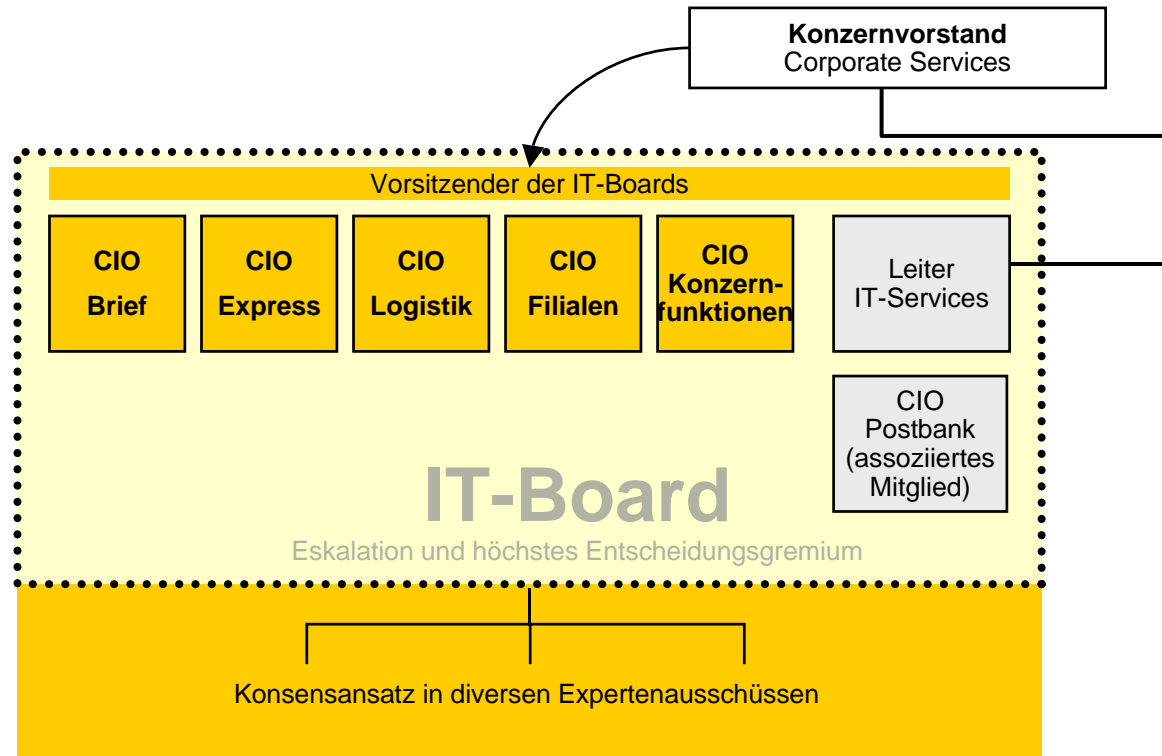 Konzernvorstand
Corporate Services
Vorsitzender der IT-Boards
CIO
Brief
CIO
Express
CIO
Logistik
CIO
Filialen
CIO
Konzern-
funktionen
Leiter
IT-Services
CIO
Postbank
(assoziiertes
Mitglied)
IT-Board
Eskalation und höchstes Entscheidungsgremium
Konsensansatz in diversen Expertenausschüssen